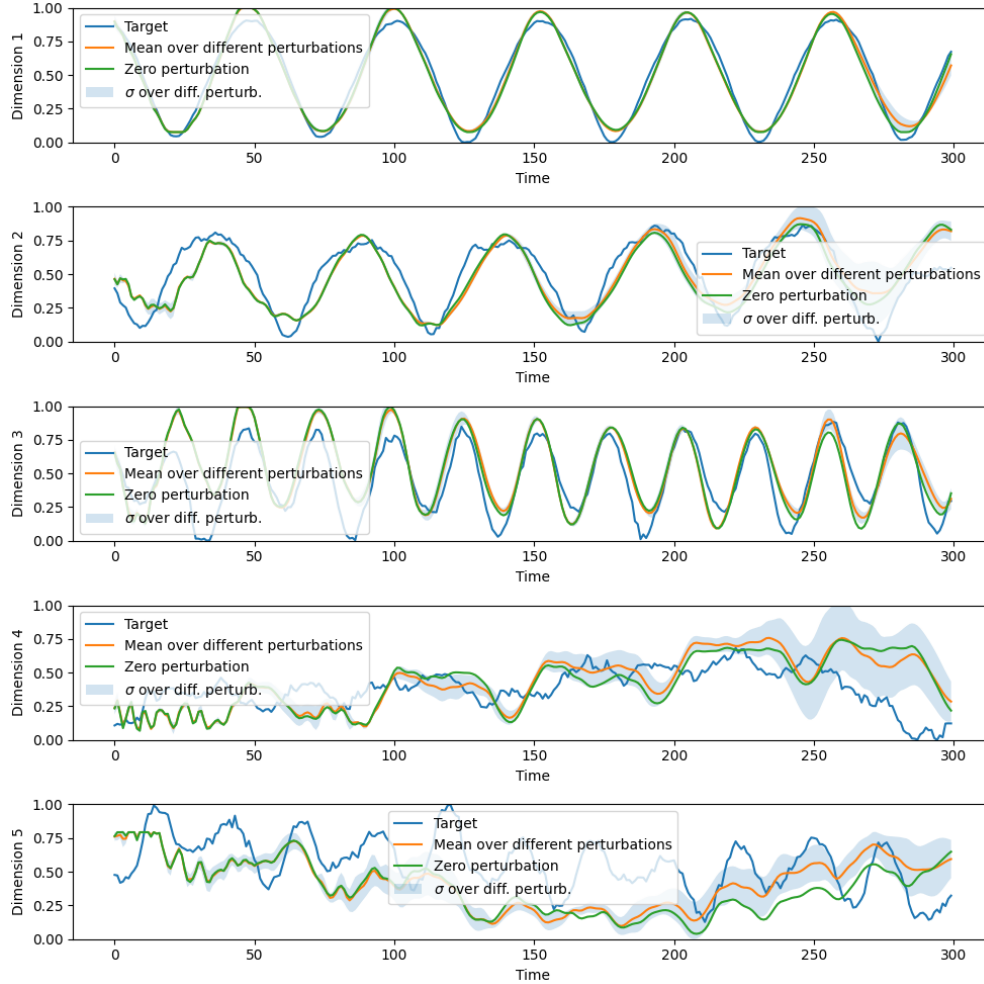 1.00
0.75
0.50
0.25
0.00
Dimension 1
Target
Mean over different perturbations
Zero perturbation
σ over diff. perturb.
0 50 100 150 200 250 300
Time
1.00
0.75
0.50
0.25
0.00
Dimension 2
Target
Mean over different perturbations
Zero perturbation
σ over diff. perturb.
0 50 100 150 200 250 300
Time
1.00
0.75
0.50
0.25
0.00
Dimension 3
Target
Mean over different perturbations
Zero perturbation
σ over diff. perturb.
0 50 100 150 200 250 300
Time
1.00
0.75
0.50
0.25
0.00
Dimension 4
Target
Mean over different perturbations
Zero perturbation
σ over diff. perturb.
0 50 100 150 200 250 300
Time
1.00
0.75
0.50
0.25
0.00
Dimension 5
Target
Mean over different perturbations
Zero perturbation
σ over diff. perturb.
0 50 100 150 200 250 300
Time